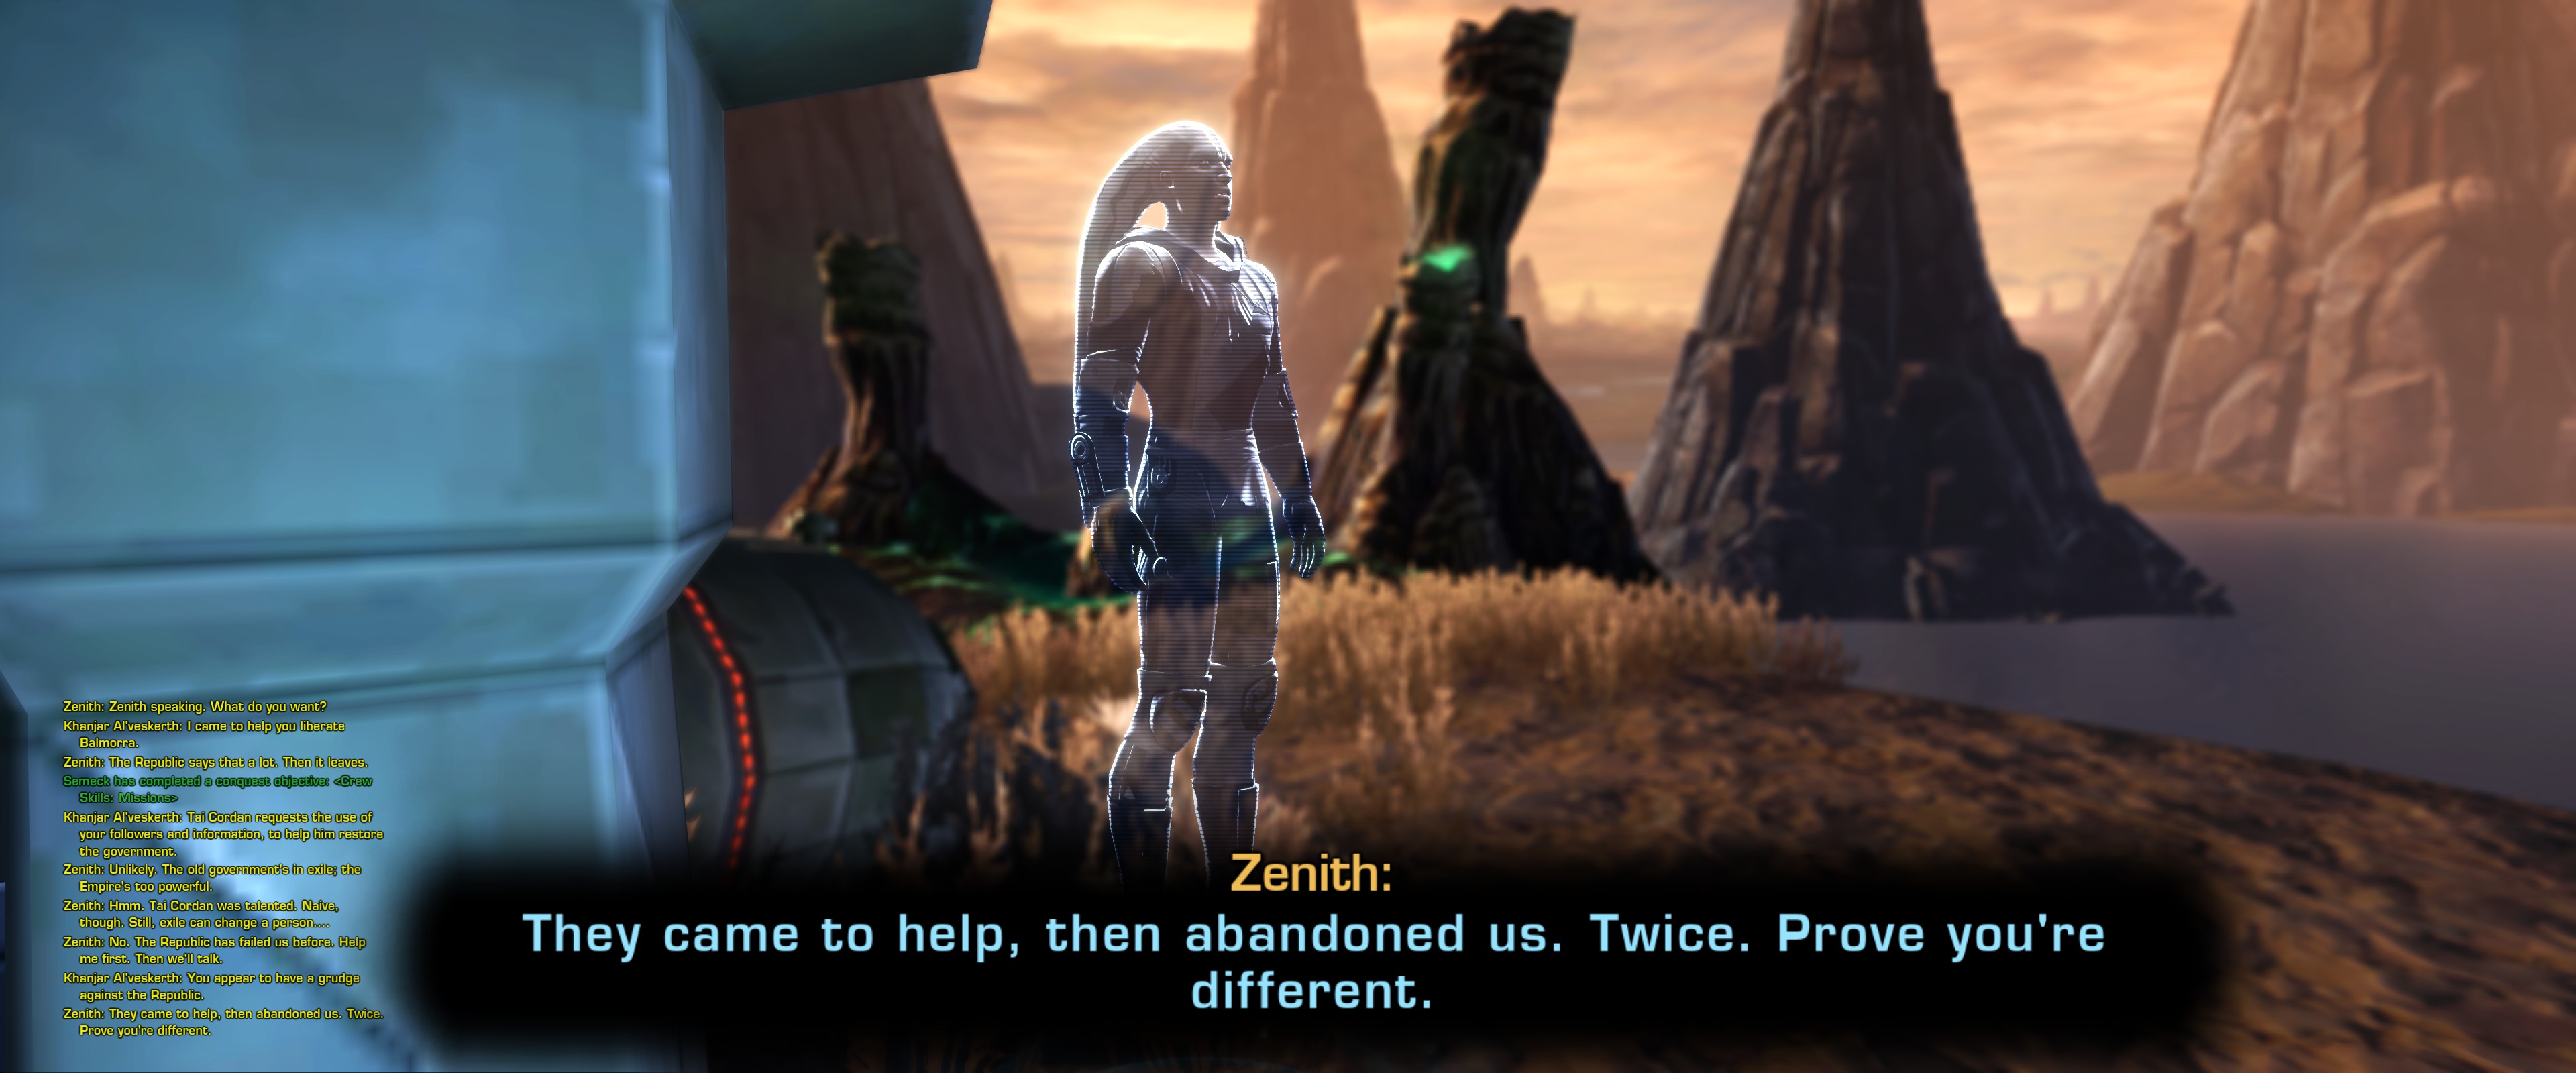 Zenith: Zenith speaking. What do you want?
Khanjar Al'veskerth: I came to help you liberate
Balmorra.
Zenith: The Republic says that a lot. Then it leaves.
Semeck has completed a conquest objective: <Crew
Skills: Missions>
Khanjar Al'veskerth: Tai Cordan requests the use of
your followers and information, to help him restore
the government.
Zenith: Unlikely. The old government's in exile; the
Empire's too powerful.
Zenith: Hmm. Tai Cordan was talented. Naive,
though. Still, exile can change a person....
Zenith: No. The Republic has failed us before. Help
me first. Then we'll talk.
Khanjar Al'veskerth: You appear to have a grudge
against the Republic.
Zenith: They came to help, then abandoned us. Twice.
Prove you're different.
Zenith:
They came to help, then abandoned us. Twice. Prove you're
different.